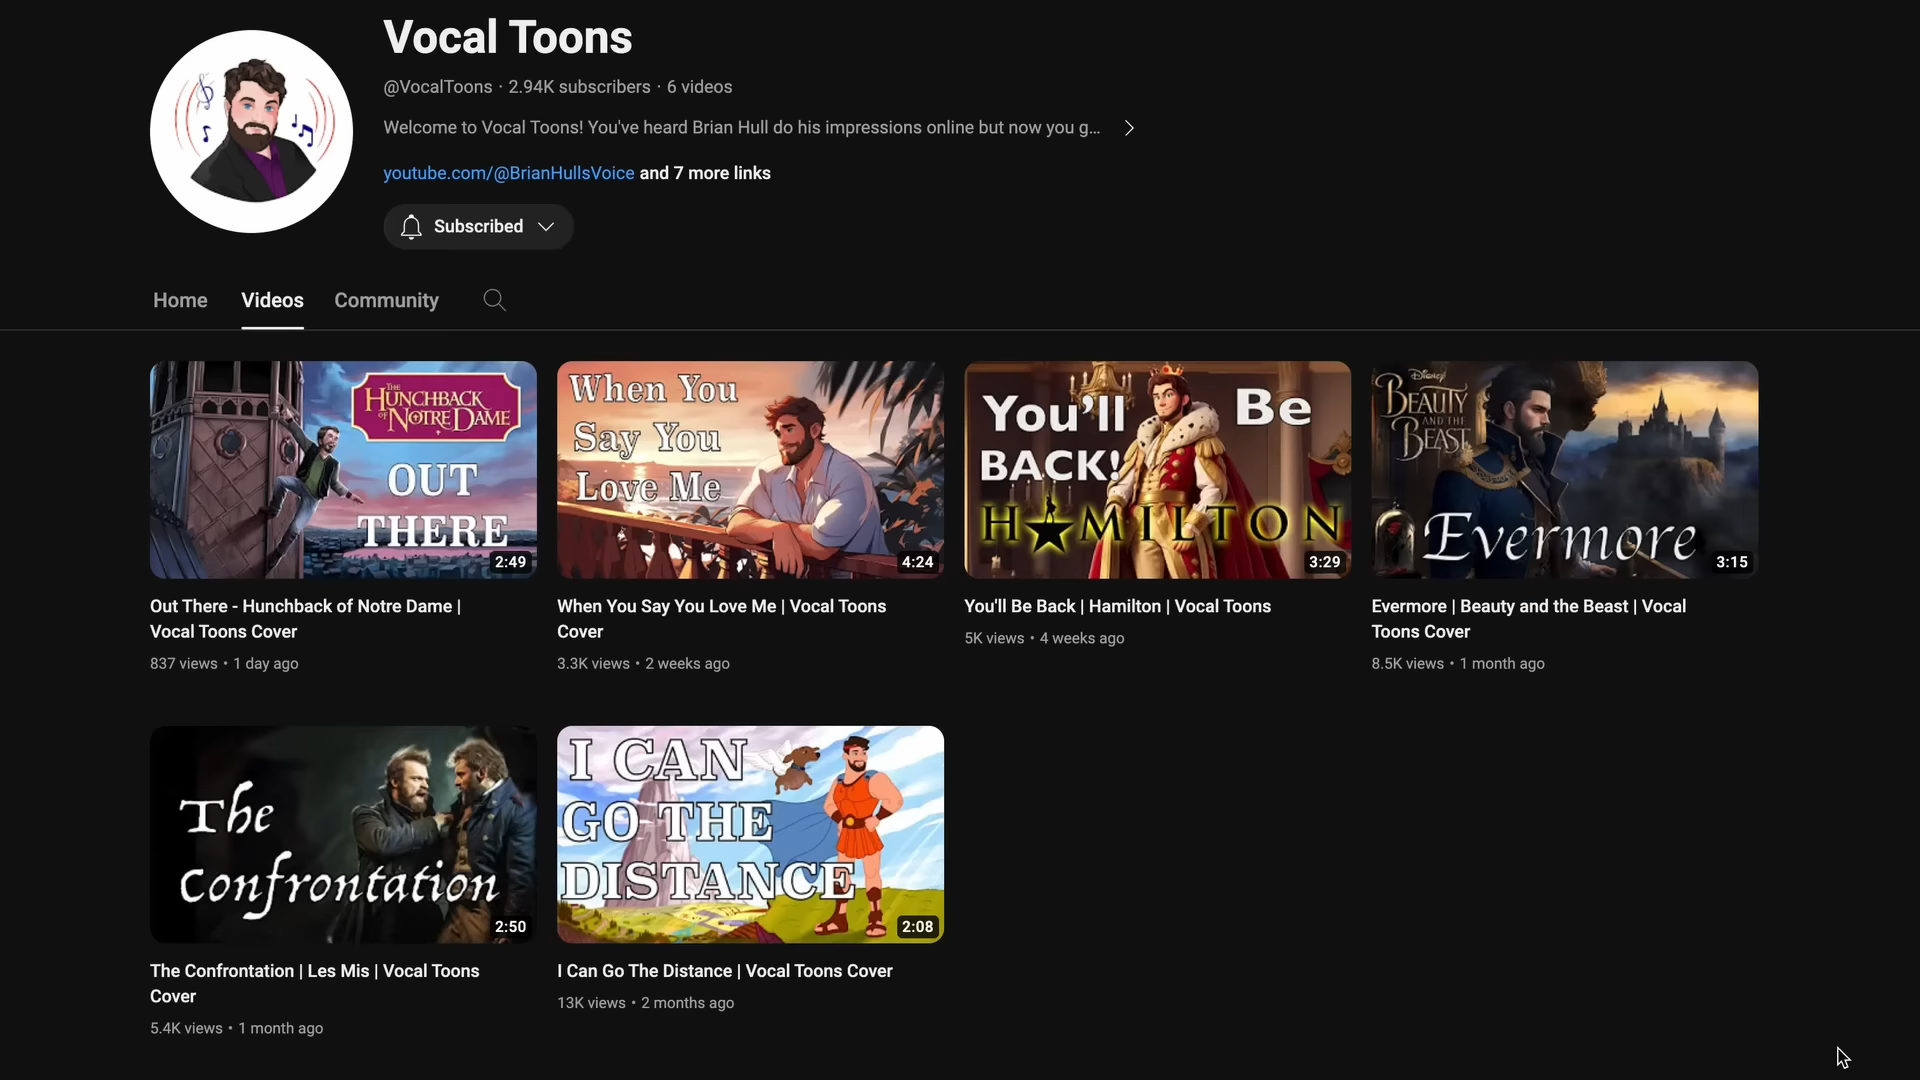 Vocal Toons
@VocalToons · 2.94K subscribers · 6 videos
Welcome to Vocal Toons! You've heard Brian Hull do his impressions online but now you g...
youtube.com/@BrianHullsVoice and 7 more links
Subscribed
Home Videos Community
THE
HUNCHBACK
OF NOTRE DAME
OUT
THERE
2:49
When You
Say You
Love Me
4:24
You'll Be
BACK!
HAMILTON
3:29
Disney
BEAUTY
AND THE
BEAST
Evermore
3:15
Out There - Hunchback of Notre Dame |
Vocal Toons Cover
837 views • 1 day ago
When You Say You Love Me | Vocal Toons
Cover
3.3K views • 2 weeks ago
You'll Be Back | Hamilton | Vocal Toons
5K views • 4 weeks ago
Evermore | Beauty and the Beast | Vocal
Toons Cover
8.5K views • 1 month ago
The
Confrontation
2:50
I CAN
GO THE
DISTANCE
2:08
The Confrontation | Les Mis | Vocal Toons
Cover
5.4K views • 1 month ago
I Can Go The Distance | Vocal Toons Cover
13K views • 2 months ago